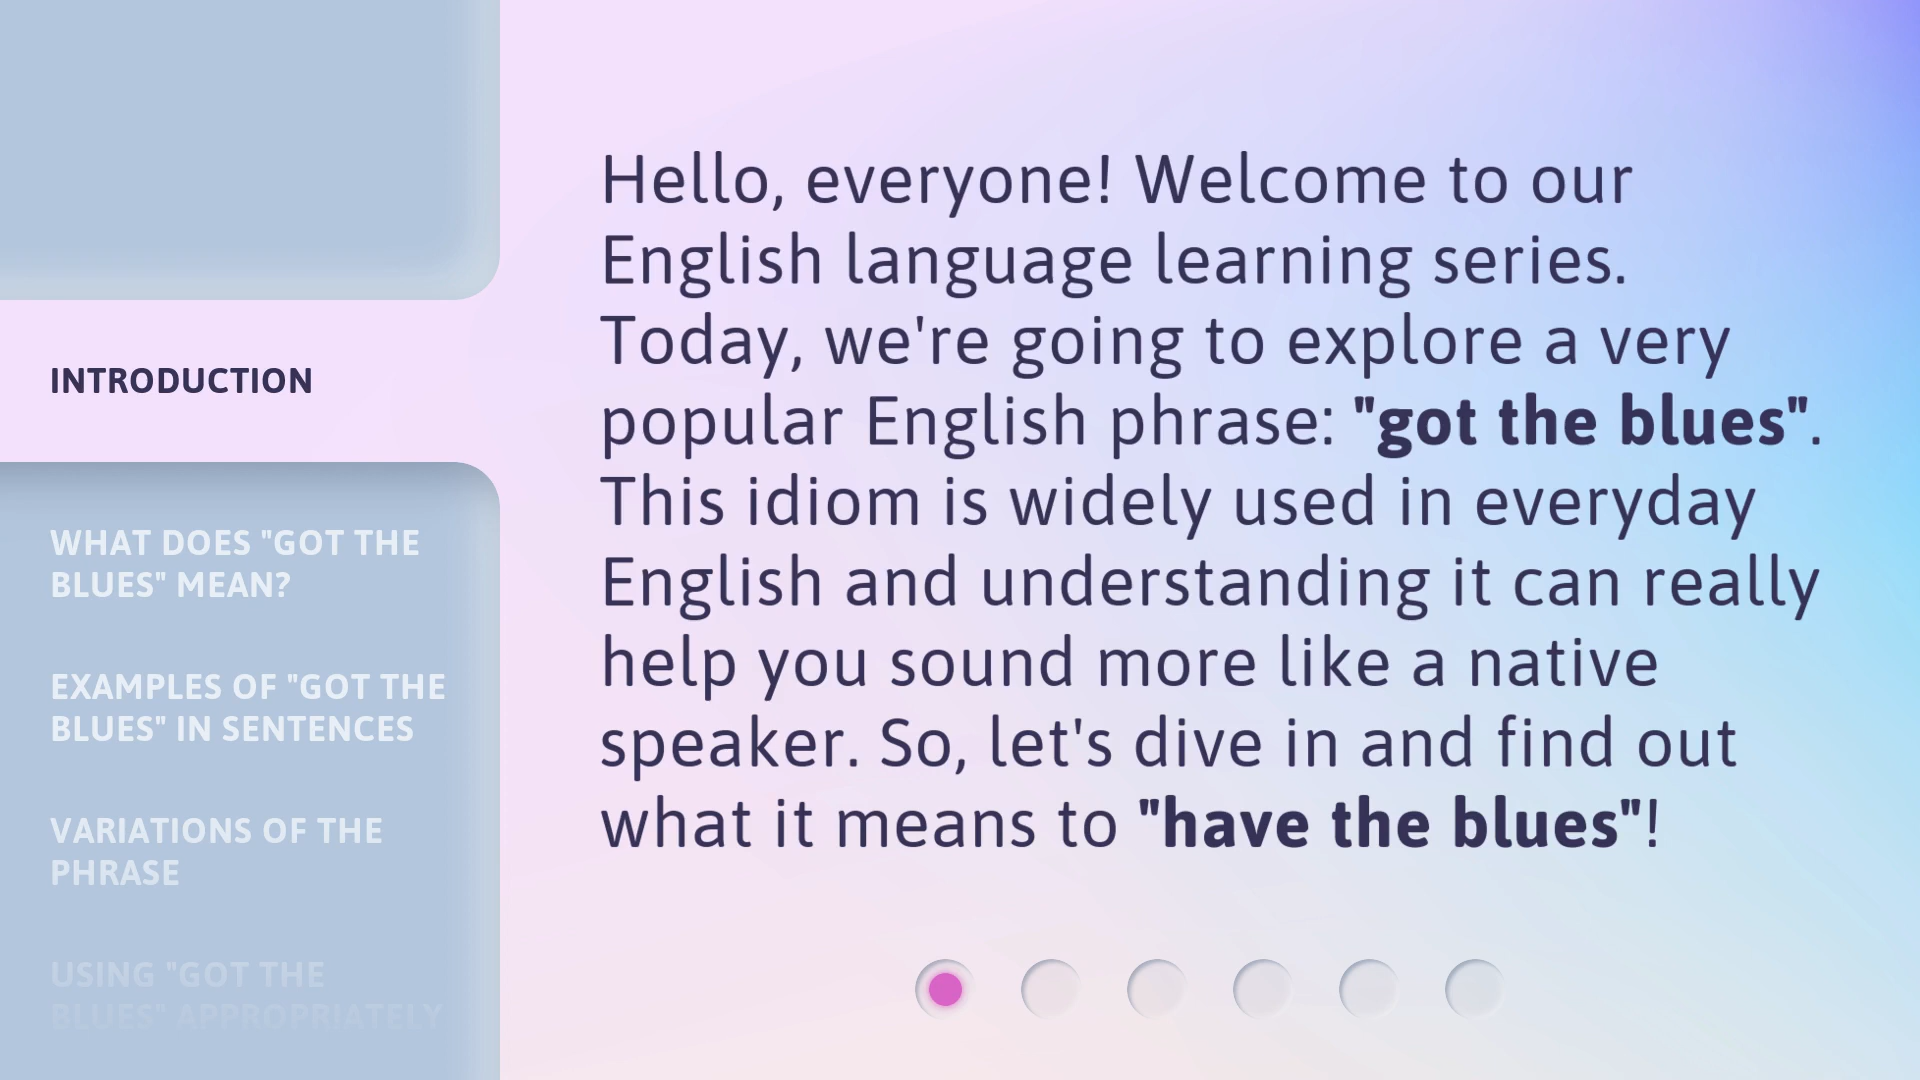 INTRODUCTION
WHAT DOES "GOT THE
BLUES" MEAN?
EXAMPLES OF "GOT THE
BLUES" IN SENTENCES
VARIATIONS OF THE
PHRASE
USING "GOT THE
BLUES" APPROPRIATELY
Hello, everyone! Welcome to our
English language learning series.
Today, we're going to explore a very
popular English phrase: "got the blues".
This idiom is widely used in everyday
English and understanding it can really
help you sound more like a native
speaker. So, let's dive in and find out
what it means to "have the blues"!